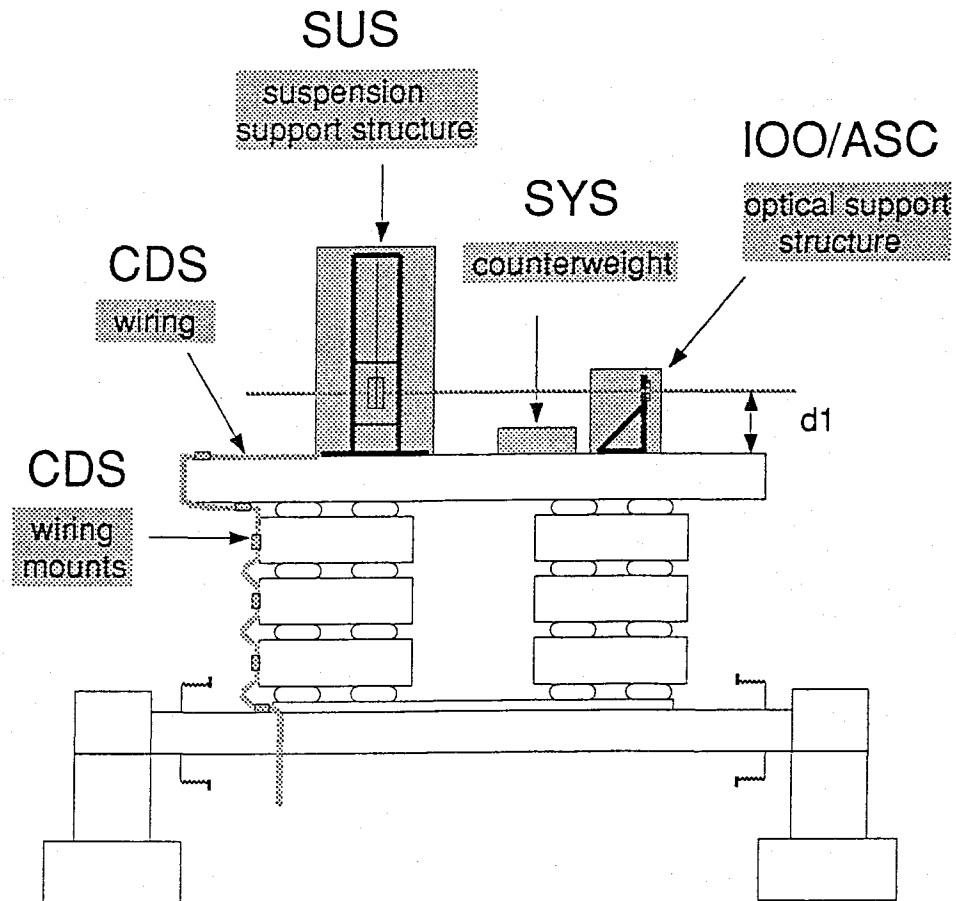 SUS
suspension
support structure
IOO/ASC
optical support
structure
SYS
counterweight
CDS
wiring
d1
CDS
wiring
mounts